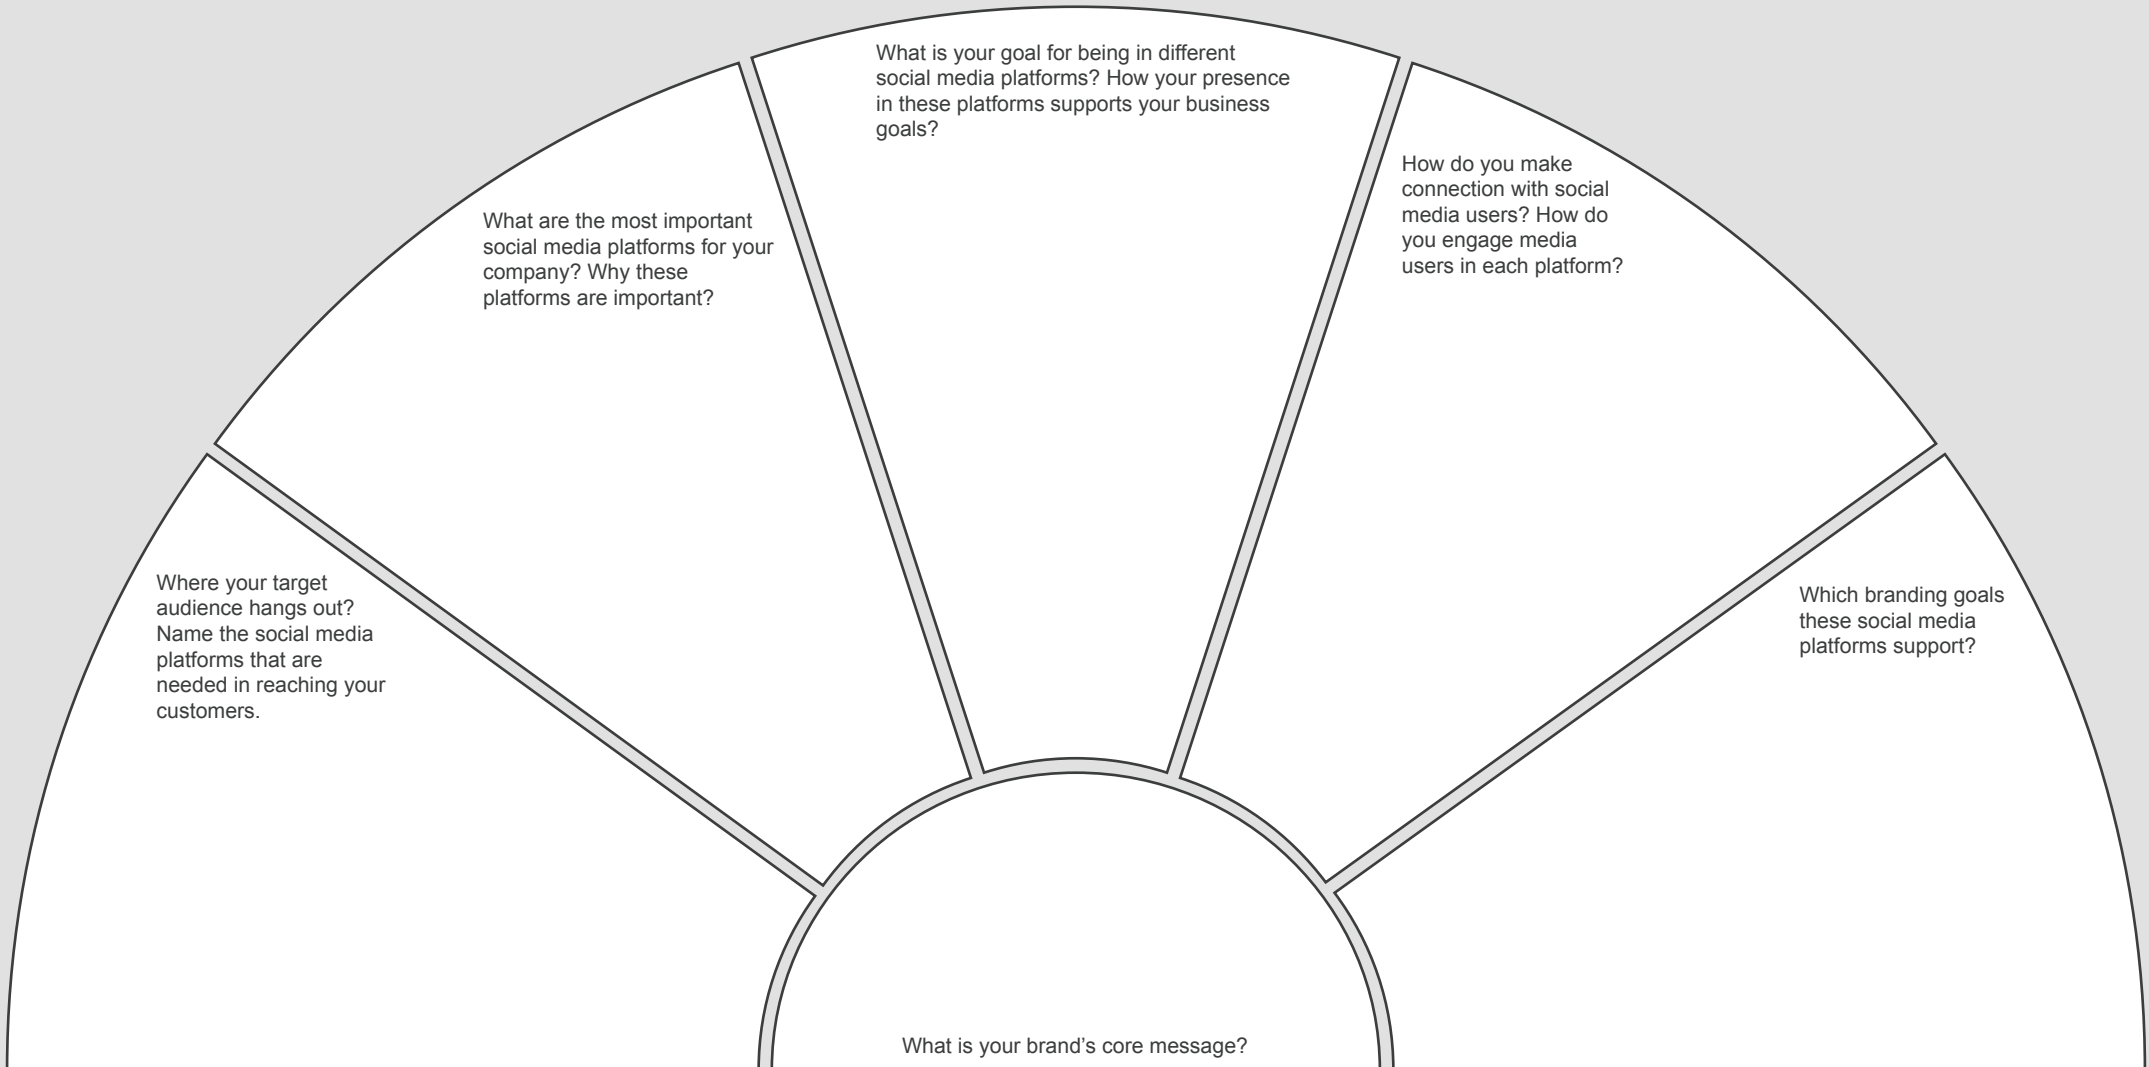 What is your goal for being in different
social media platforms? How your presence
in these platforms supports your business
goals?
How do you make
connection with social
media users? How do
you engage media
users in each platform?
What are the most important
social media platforms for your
company? Why these
platforms are important?
Where your target
audience hangs out?
Name the social media
platforms that are
needed in reaching your
customers.
Which branding goals
these social media
platforms support?
What is your brand’s core message?